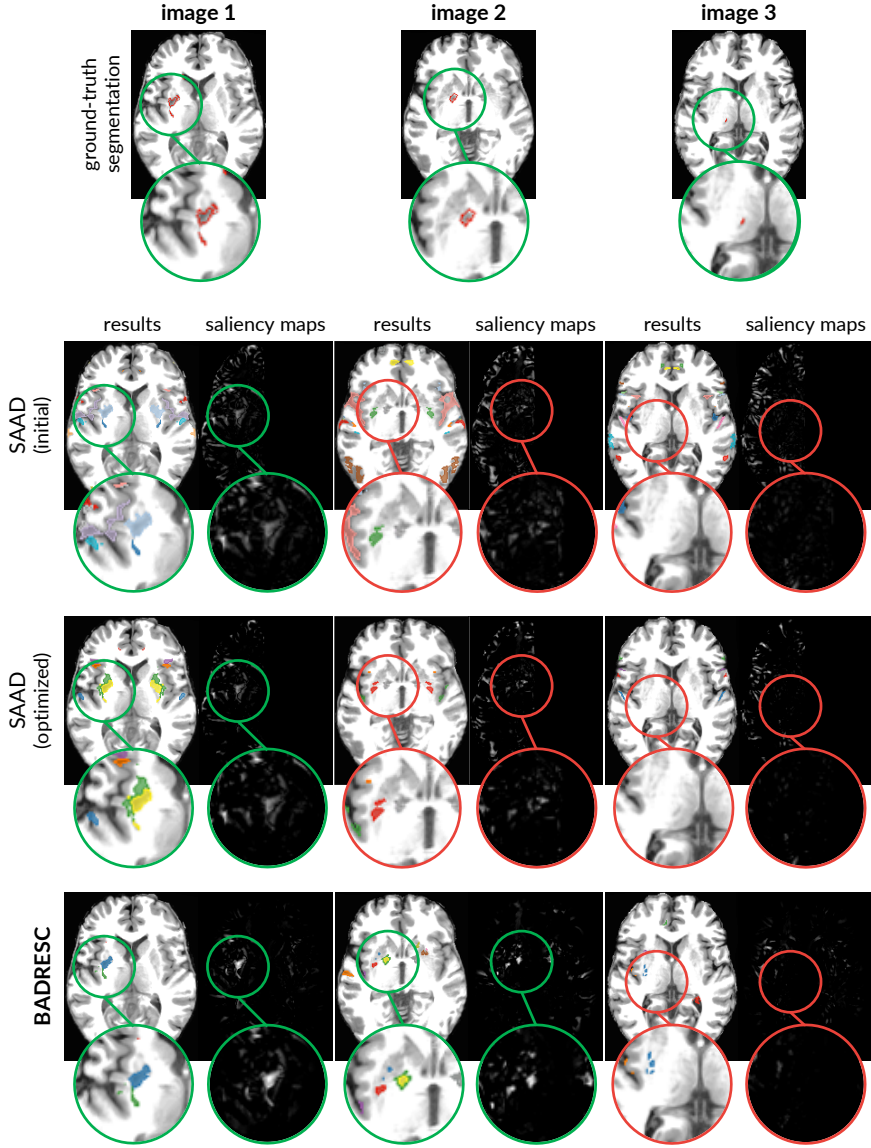 image 1 image 2 image 3
ground-truth
segmentation
results saliency maps results saliency maps results saliency maps
SAAD
(initial)
SAAD
(optimized)
BADRESC